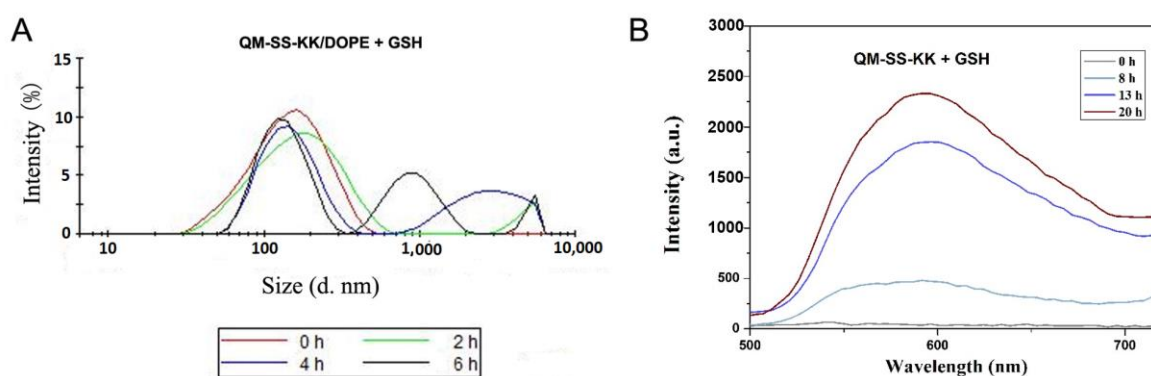 A
QM-SS-KK/DOPE + GSH
Intensity (%)
15
10
5
0
10
100
1,000
10,000
Size (d. nm)
0 h
2 h
4 h
6 h
B
QM-SS-KK + GSH
0 h
8 h
13 h
20 h
Intensity (a.u.)
3000
2500
2000
1500
1000
500
0
500
600
700
Wavelength (nm)